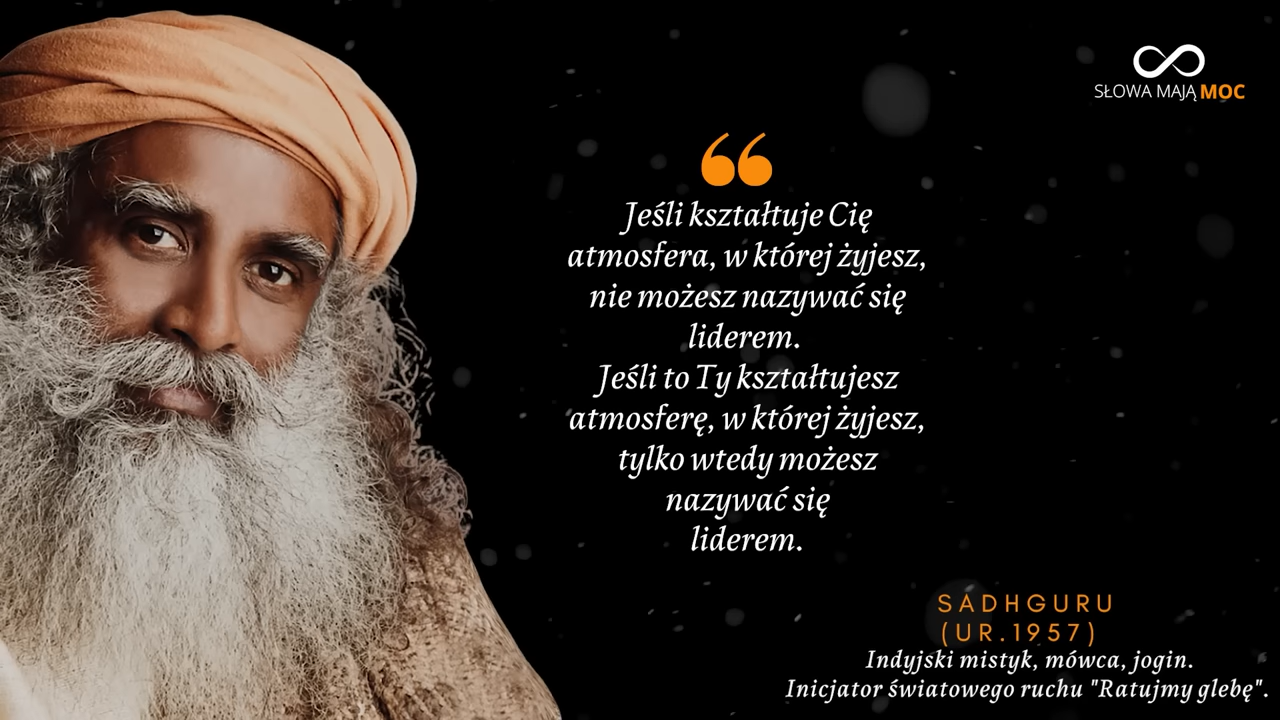 SŁOWA MAJĄ MOC
Jeśli kształtuje Cię
atmosfera, w której żyjesz,
nie możesz nazywać się
liderem.
Jeśli to Ty kształtujesz
atmosferę, w której żyjesz,
tylko wtedy możesz
nazywać się
liderem.
SADHGURU
(UR.1957)
Indyjski mistyk, mówca, jogin.
Inicjator światowego ruchu "Ratujmy glebę".